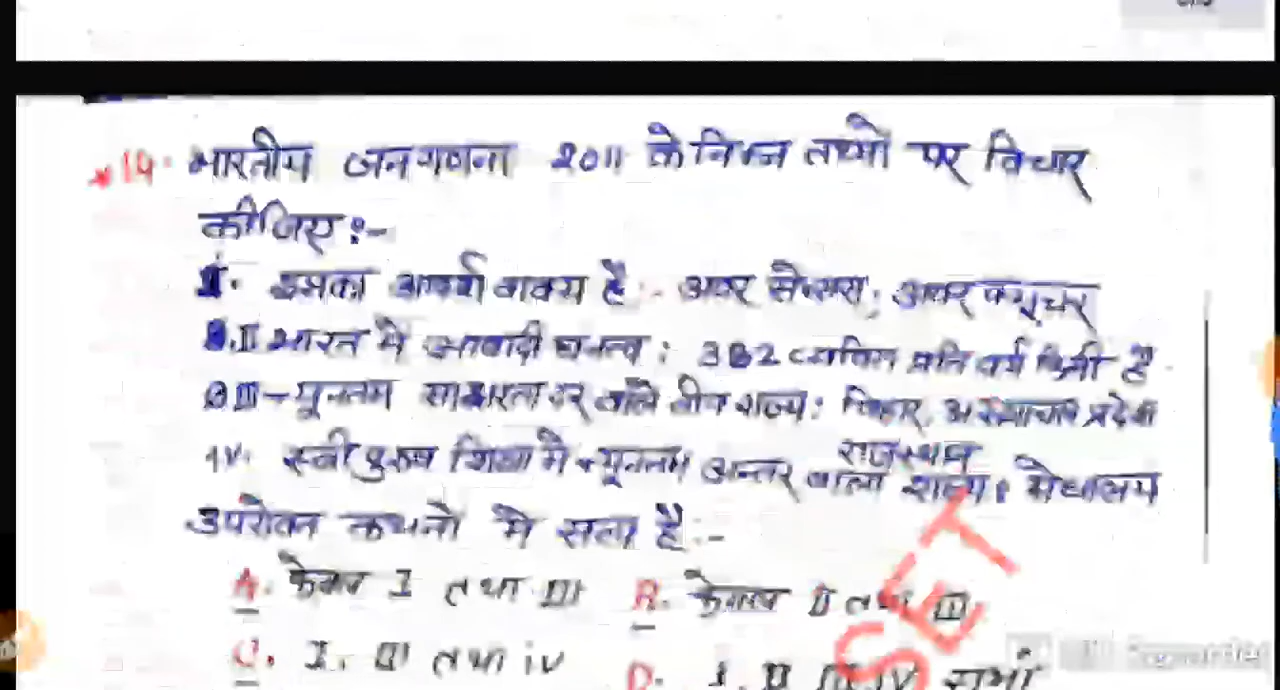 *14. भारतीय जनगणना 2011 के निम्न तथ्यों पर विचार
कीजिए:-
I. इसका आदर्श वाक्य है:- अवर सेन्सस, अवर फ्यूचर
II भारत में आबादी घनत्व: 382 व्यक्ति प्रति वर्ग किमी है.
III न्यूनतम साक्षरता दर वाले तीन राज्य: बिहार, अरुणाचल प्रदेश
राजस्थान
IV. स्त्री पुरुष शिक्षा में न्यूनतम अन्तर वाला राज्य: मेघालय
उपरोक्त कथनों में सत्य है:-
A. केवल I तथा III B. केवल II तथा III
C. I, III तथा iv D. I, II III IV सभी
SET